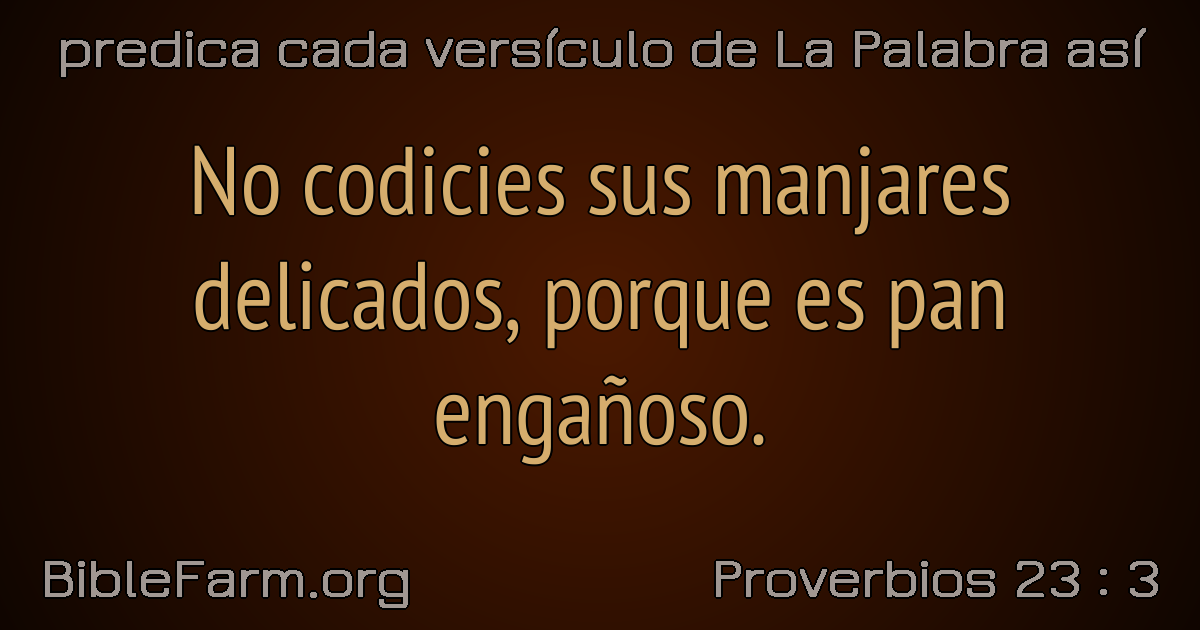 predica cada versículo de La Palabra así
No codicies sus manjares
delicados, porque es pan
engañoso.
BibleFarm.org
Proverbios 23 : 3